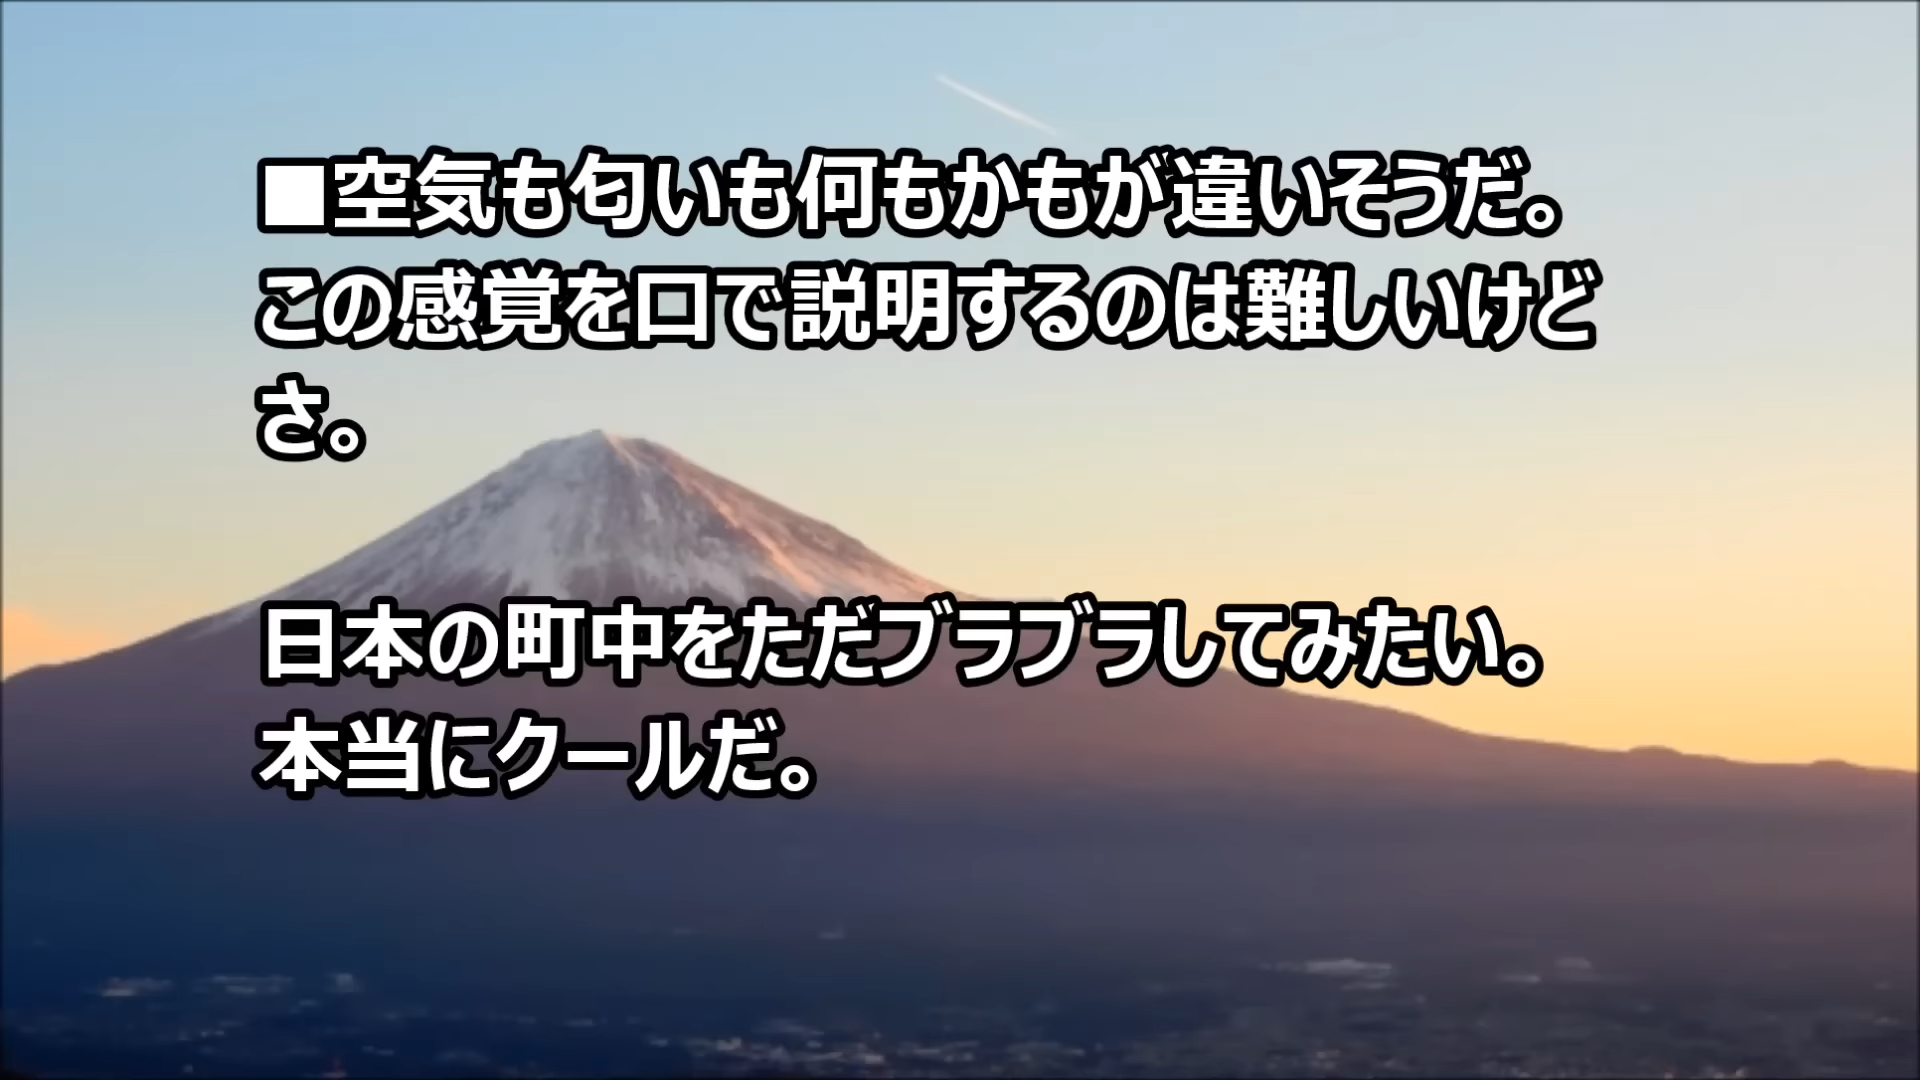 ■空気も匂いも何もかもが違いそうだ。
この感覚を口で説明するのは難しいけど
さ。
日本の町中をただブラブラしてみたい。
本当にクールだ。